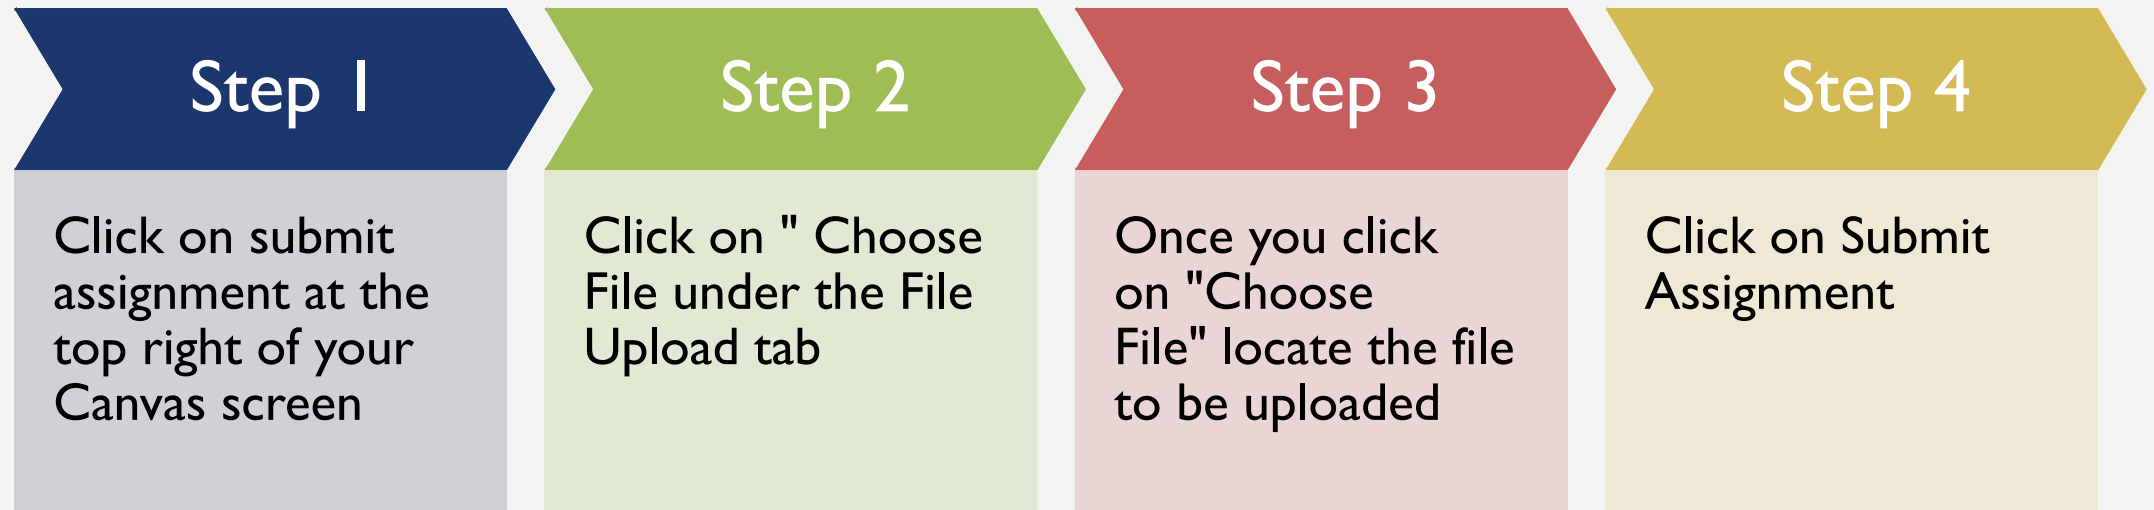 Step 1
Click on submit
assignment at the
top right of your
Canvas screen
Step 2
Click on " Choose
File under the File
Upload tab
Step 3
Once you click
on "Choose
File" locate the file
to be uploaded
Step 4
Click on Submit
Assignment